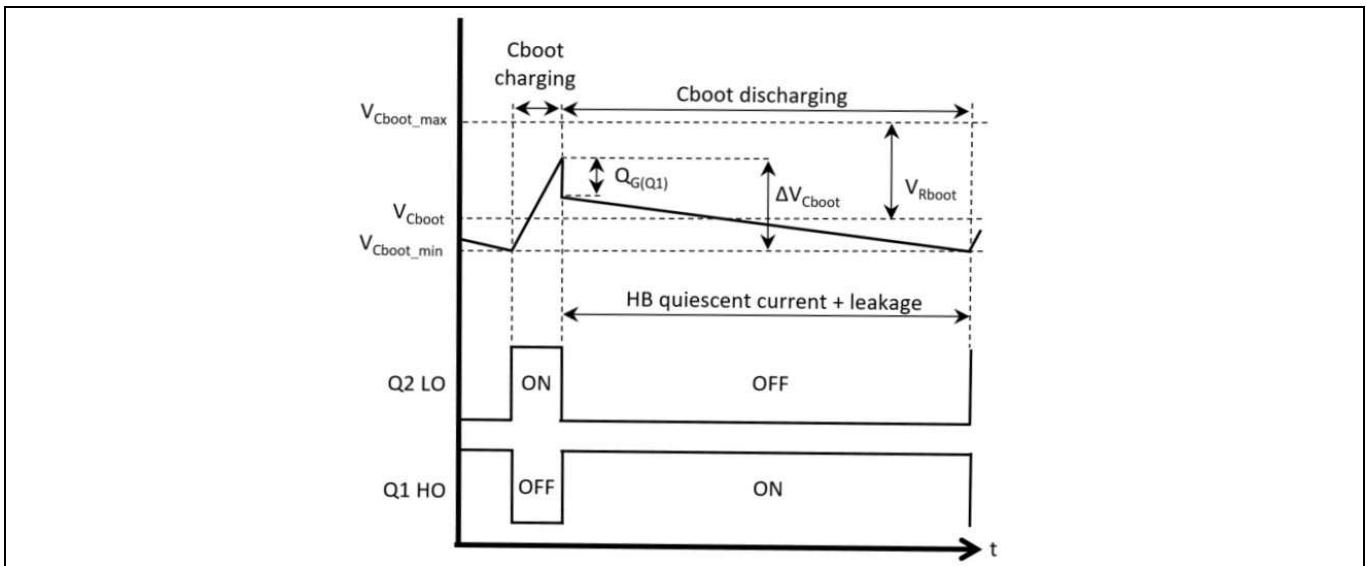 Cboot
charging
Cboot discharging
VCboot_max
QG(Q1)
ΔVCboot
VRboot
VCboot
VCboot_min
HB quiescent current + leakage
Q2 LO
ON
OFF
Q1 HO
OFF
ON
t